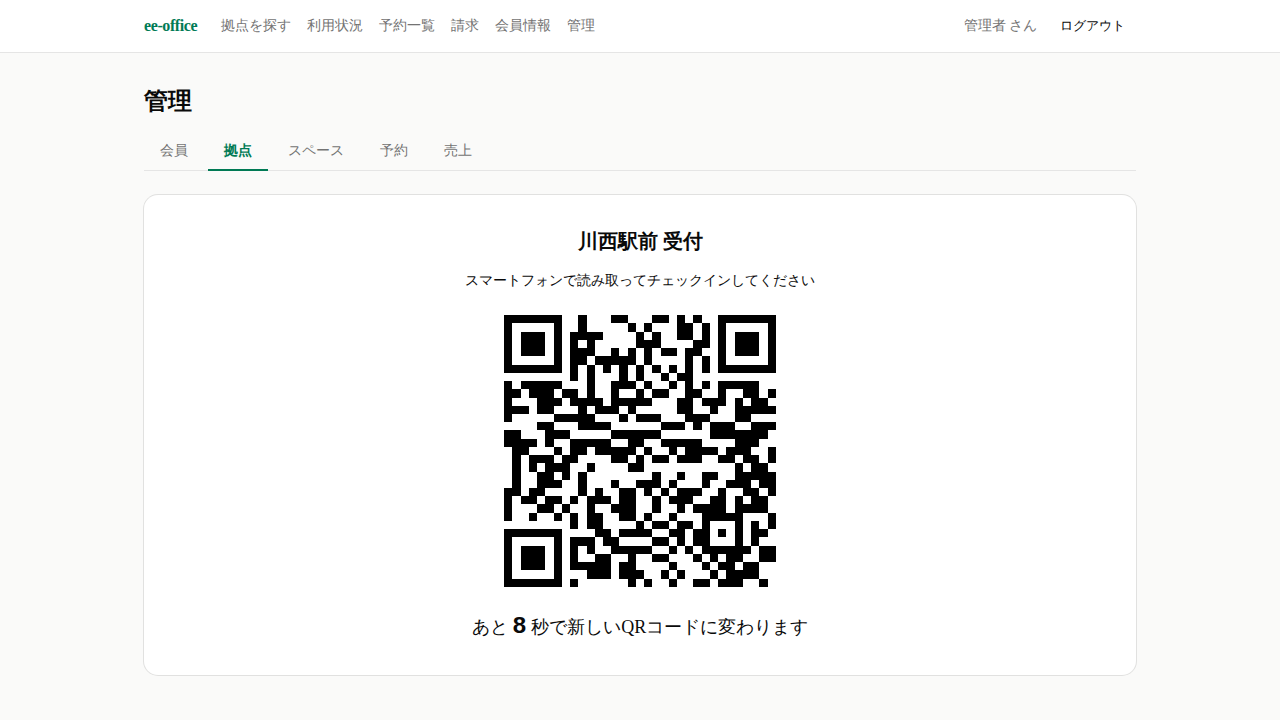 ee-office 拠点を探す 利用状況 予約一覧 請求 会員情報 管理 管理者 さん ログアウト
管理
会員 拠点 スペース 予約 売上
川西駅前 受付
スマートフォンで読み取ってチェックインしてください
あと 8 秒で新しいQRコードに変わります